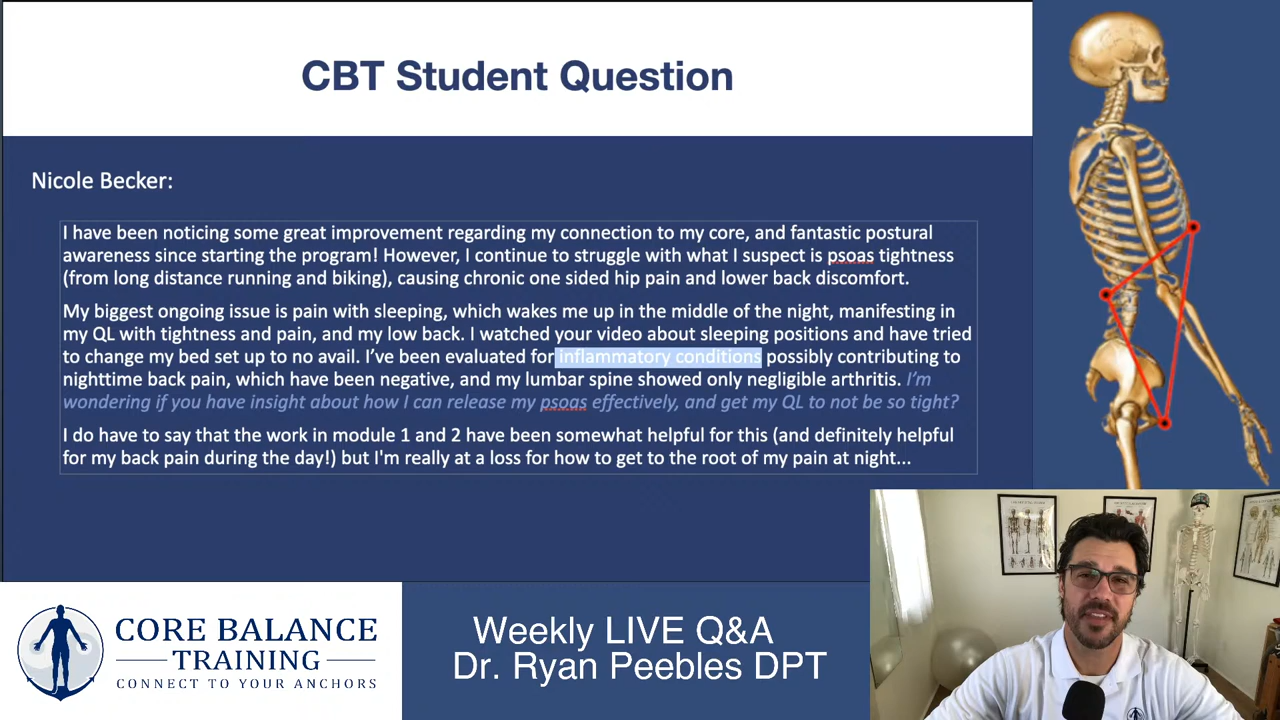 CBT Student Question
Nicole Becker:
I have been noticing some great improvement regarding my connection to my core, and fantastic postural
awareness since starting the program! However, I continue to struggle with what I suspect is psoas tightness
(from long distance running and biking), causing chronic one sided hip pain and lower back discomfort.
My biggest ongoing issue is pain with sleeping, which wakes me up in the middle of the night, manifesting in
my QL with tightness and pain, and my low back. I watched your video about sleeping positions and have tried
to change my bed set up to no avail. I’ve been evaluated for inflammatory conditions possibly contributing to
nighttime back pain, which have been negative, and my lumbar spine showed only negligible arthritis. I’m
wondering if you have insight about how I can release my psoas effectively, and get my QL to not be so tight?
I do have to say that the work in module 1 and 2 have been somewhat helpful for this (and definitely helpful
for my back pain during the day!) but I'm really at a loss for how to get to the root of my pain at night...
CORE BALANCE
TRAINING
CONNECT TO YOUR ANCHORS
Weekly LIVE Q&A
Dr. Ryan Peebles DPT